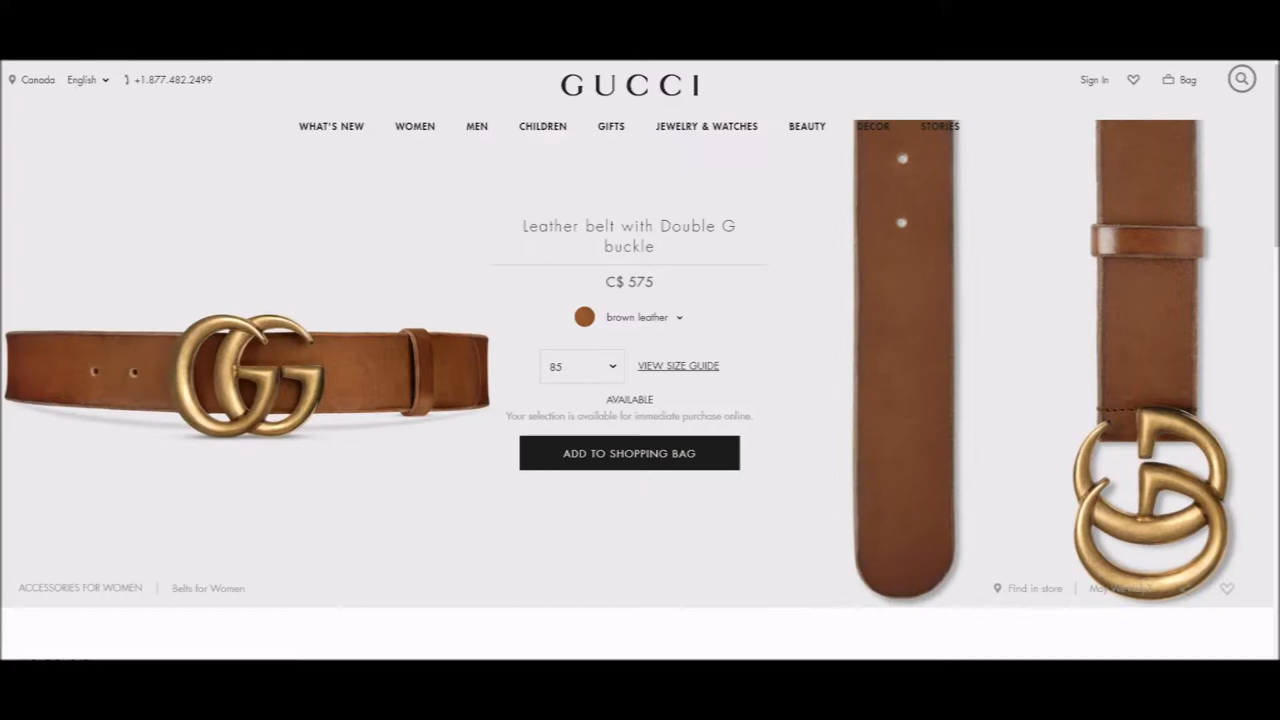 Canada English +1.877.482.2499
GUCCI
Sign In Bag
WHAT'S NEW WOMEN MEN CHILDREN GIFTS JEWELRY & WATCHES BEAUTY DECOR STORIES
Leather belt with Double G
buckle
C$ 575
brown leather
85 VIEW SIZE GUIDE
AVAILABLE
Your selection is available for immediate purchase online.
ADD TO SHOPPING BAG
ACCESSORIES FOR WOMEN | Belts for Women
Find in store | May We